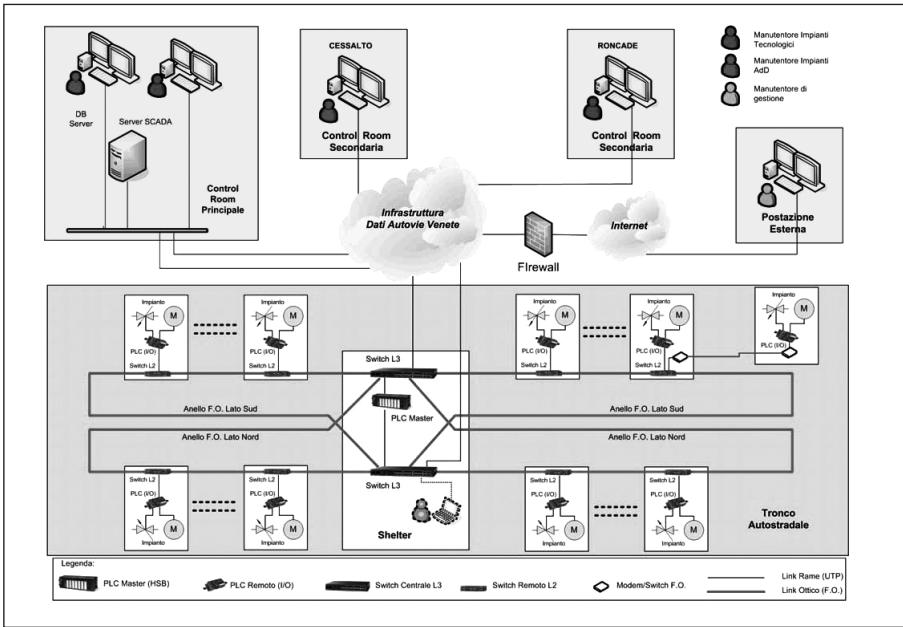 CESSALTO
RONCADE
Manutentore Impianti
Tecnologici
Manutentore Impianti
AdD
Manutentore di
gestione
DB
Server
Server SCADA
Control
Room
Principale
Control Room
Secondaria
Control Room
Secondaria
Postazione
Esterna
Infrastruttura
Dati Autovie Venete
Internet
FIrewall
Impianto
M
PLC (I/O)
Switch L2
Impianto
M
PLC (I/O)
Switch L2
Impianto
M
PLC (I/O)
Switch L2
Impianto
M
PLC (I/O)
Switch L2
Impianto
M
PLC (I/O)
Switch L3
PLC Master
Anello F.O. Lato Sud
Anello F.O. Lato Sud
Anello F.O. Lato Nord
Anello F.O. Lato Nord
Switch L3
Shelter
Switch L2
PLC (I/O)
M
Impianto
Switch L2
PLC (I/O)
M
Impianto
Switch L2
PLC (I/O)
M
Impianto
Switch L2
PLC (I/O)
M
Impianto
Tronco
Autostradale
Legenda:
PLC Master (HSB)
PLC Remoto (I/O)
Switch Centrale L3
Switch Remoto L2
Modem/Switch F.O.
Link Rame (UTP)
Link Ottico (F.O.)